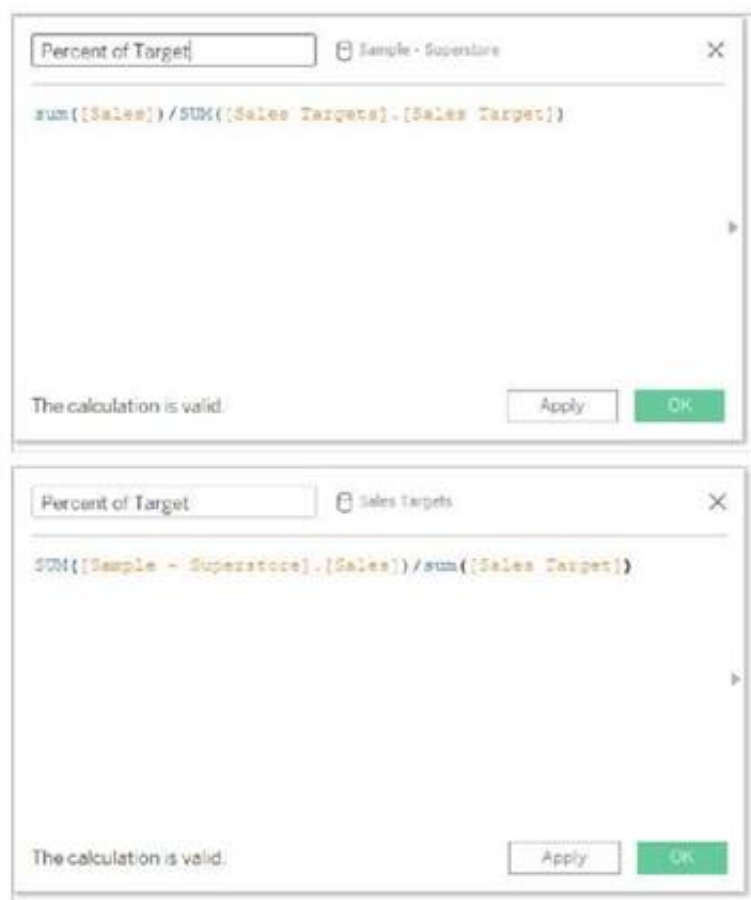 Percent of Target
Sample - Superstore
sum([Sales])/SUM([Sales Targets].[Sales Target])
The calculation is valid.
Apply
OK
Percent of Target
Sales Targets
SUM([Sample - Superstore].[Sales])/sum([Sales Target])
The calculation is valid.
Apply
OK